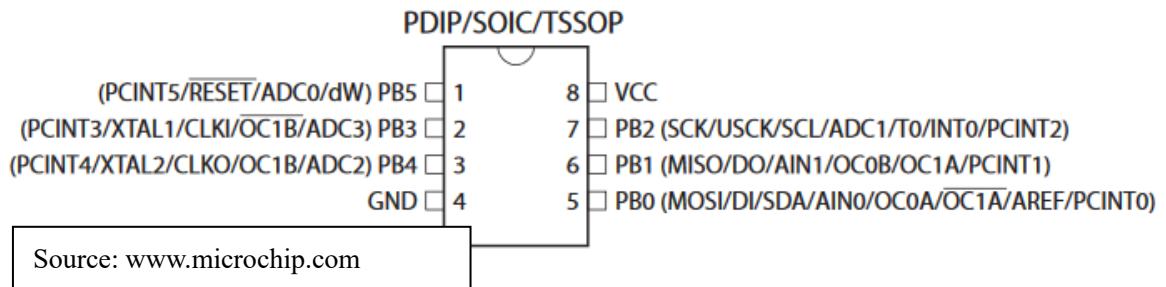 PDIP/SOIC/TSSOP
(PCINT5/RESET/ADC0/dW) PB5 1 8 VCC
(PCINT3/XTAL1/CLKI/OC1B/ADC3) PB3 2 7 PB2 (SCK/USCK/SCL/ADC1/T0/INT0/PCINT2)
(PCINT4/XTAL2/CLKO/OC1B/ADC2) PB4 3 6 PB1 (MISO/DO/AIN1/OC0B/OC1A/PCINT1)
GND 4 5 PB0 (MOSI/DI/SDA/AIN0/OC0A/OC1A/AREF/PCINT0)
Source: www.microchip.com